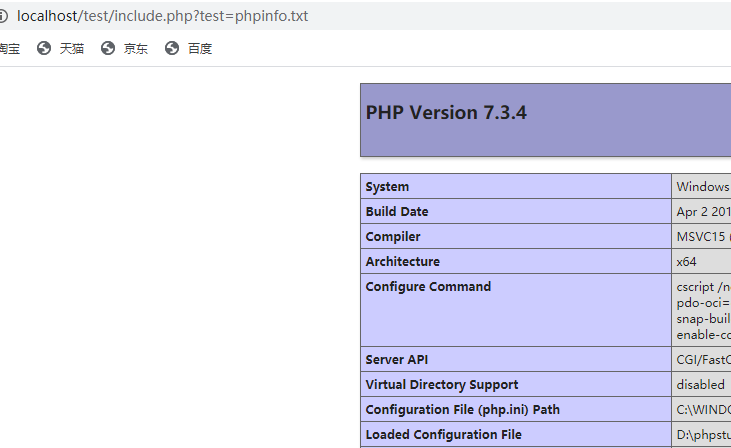 localhost/test/include.php?test=phpinfo.txt
淘宝 天猫 京东 百度
PHP Version 7.3.4
System Windows
Build Date Apr 2 201
Compiler MSVC15 (
Architecture x64
Configure Command cscript /n
pdo-oci=
snap-buil
enable-co
Server API CGI/FastC
Virtual Directory Support disabled
Configuration File (php.ini) Path C:\WINDO
Loaded Configuration File D:\phpstu